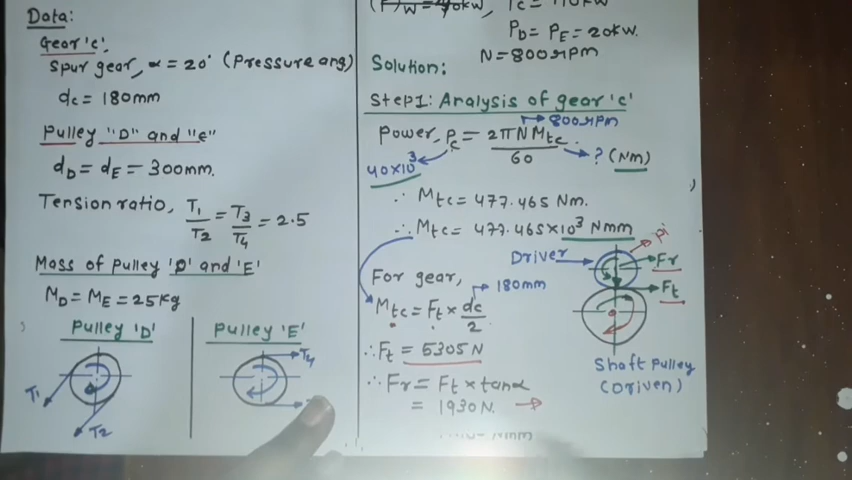 Data:
Gear 'c'.
Spur gear, α = 20° (Pressure ang)
dc = 180mm
Pulley "D" and "E"
dD = dE = 300mm.
Tension ratio, T1/T2 = T3/T4 = 2.5
Mass of pulley 'D' and 'E'
MD = ME = 25kg
Pulley 'D'
T1
T2
Pulley 'E'
T4
PD = PE = 20kW.
N = 800rpm
Solution:
Step1: Analysis of gear 'c'
800rpm
Power, Pc = 2πNMtc/60
40×10³
? (Nm)
∴ Mtc = 477.465 Nm.
∴ Mtc = 477.465×10³ Nmm
For gear,
180mm
Mtc = Ft × dc/2
∴ Ft = 5305 N
∴ Fr = Ft × tanα
= 1930N.
Driver
Pi
Fr
Ft
Shaft pulley
(Driven)